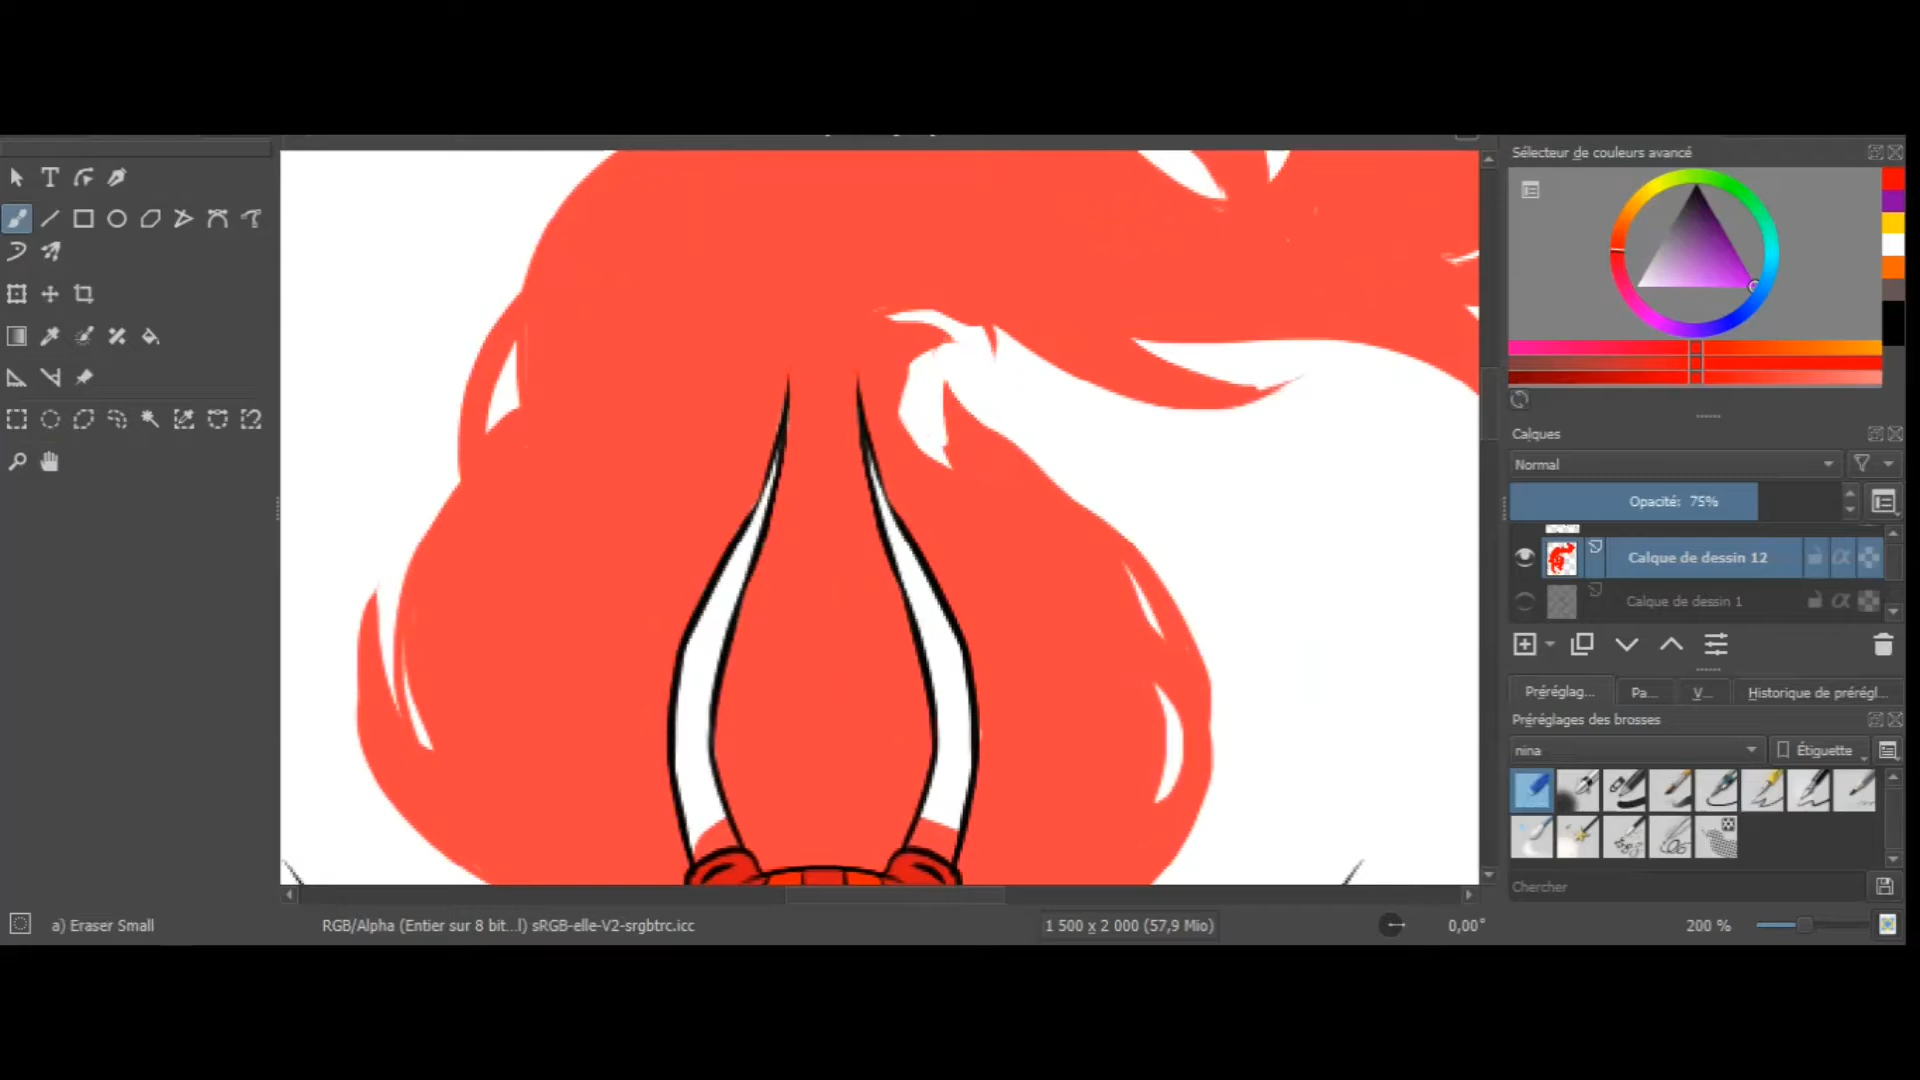 Sélecteur de couleurs avancé
Calques
Normal
Opacité: 75%
Calque de dessin 12
Calque de dessin 1
Préréglag... Pa... V... Historique de prérégl...
Préréglages des brosses
nina Étiquette
Chercher
a) Eraser Small RGB/Alpha (Entier sur 8 bit...l) sRGB-elle-V2-srgbtrc.icc 1 500 x 2 000 (57,9 Mio) 0,00° 200 %